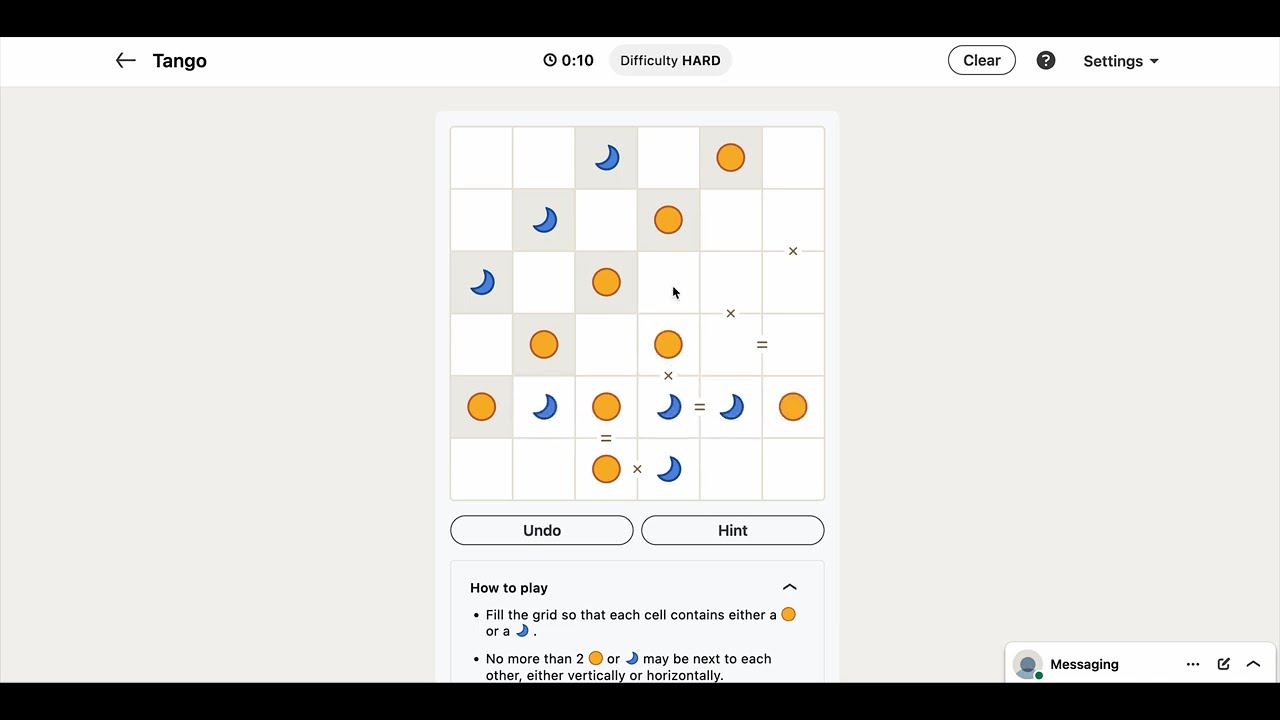 Tango
0:10
Difficulty HARD
Clear
?
Settings
×
×
=
×
=
=
×
Undo
Hint
How to play
• Fill the grid so that each cell contains either a
or a .
• No more than 2 or may be next to each
other, either vertically or horizontally.
Messaging